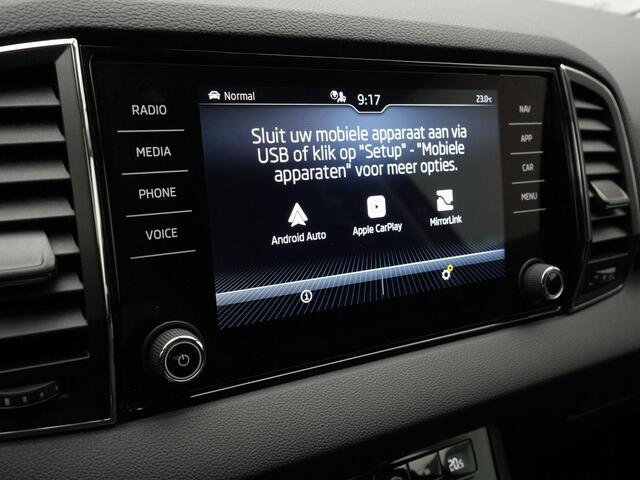 Normal 9:17 23.0°C
RADIO
MEDIA
PHONE
VOICE
Sluit uw mobiele apparaat aan via
USB of klik op "Setup" - "Mobiele
apparaten" voor meer opties.
Android Auto
Apple CarPlay
MirrorLink
NAV
APP
CAR
MENU
20.5